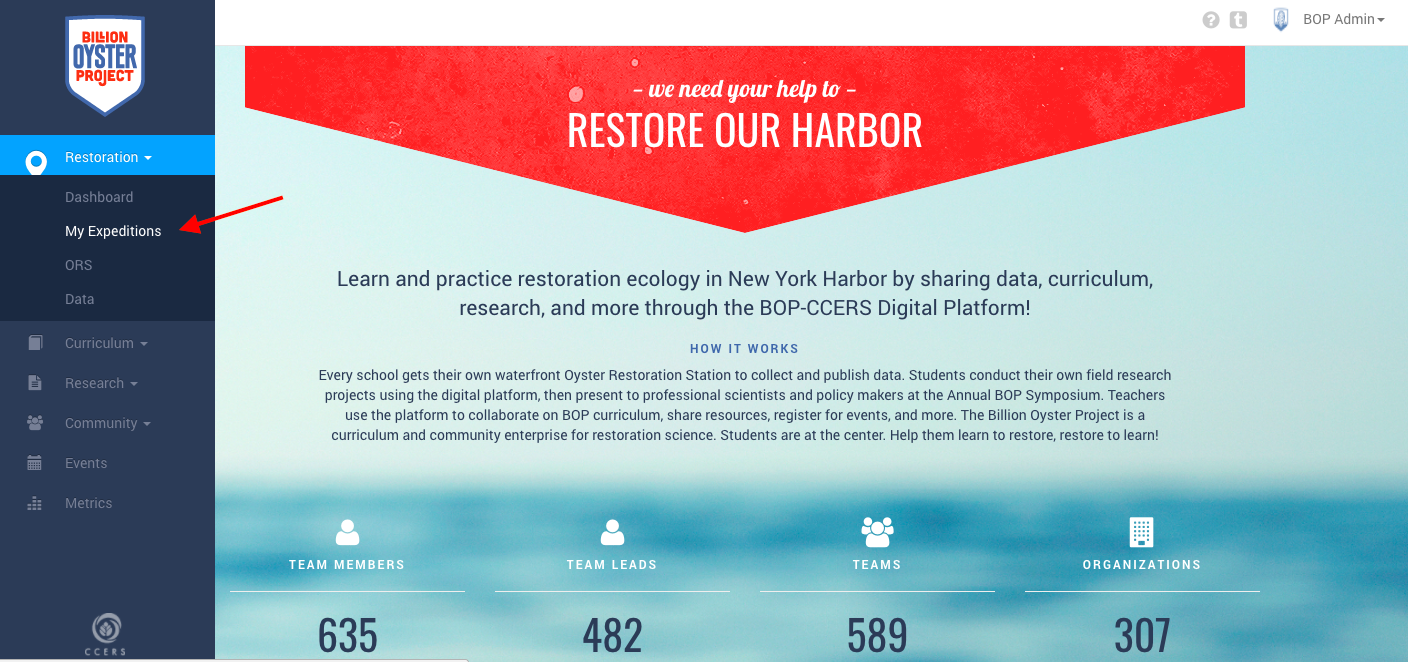 BILLION
OYSTER
PROJECT
Restoration
Dashboard
My Expeditions
ORS
Data
Curriculum
Research
Community
Events
Metrics
CCERS
? t BOP Admin
– we need your help to –
RESTORE OUR HARBOR
Learn and practice restoration ecology in New York Harbor by sharing data, curriculum,
research, and more through the BOP-CCERS Digital Platform!
HOW IT WORKS
Every school gets their own waterfront Oyster Restoration Station to collect and publish data. Students conduct their own field research
projects using the digital platform, then present to professional scientists and policy makers at the Annual BOP Symposium. Teachers
use the platform to collaborate on BOP curriculum, share resources, register for events, and more. The Billion Oyster Project is a
curriculum and community enterprise for restoration science. Students are at the center. Help them learn to restore, restore to learn!
TEAM MEMBERS
635
TEAM LEADS
482
TEAMS
589
ORGANIZATIONS
307